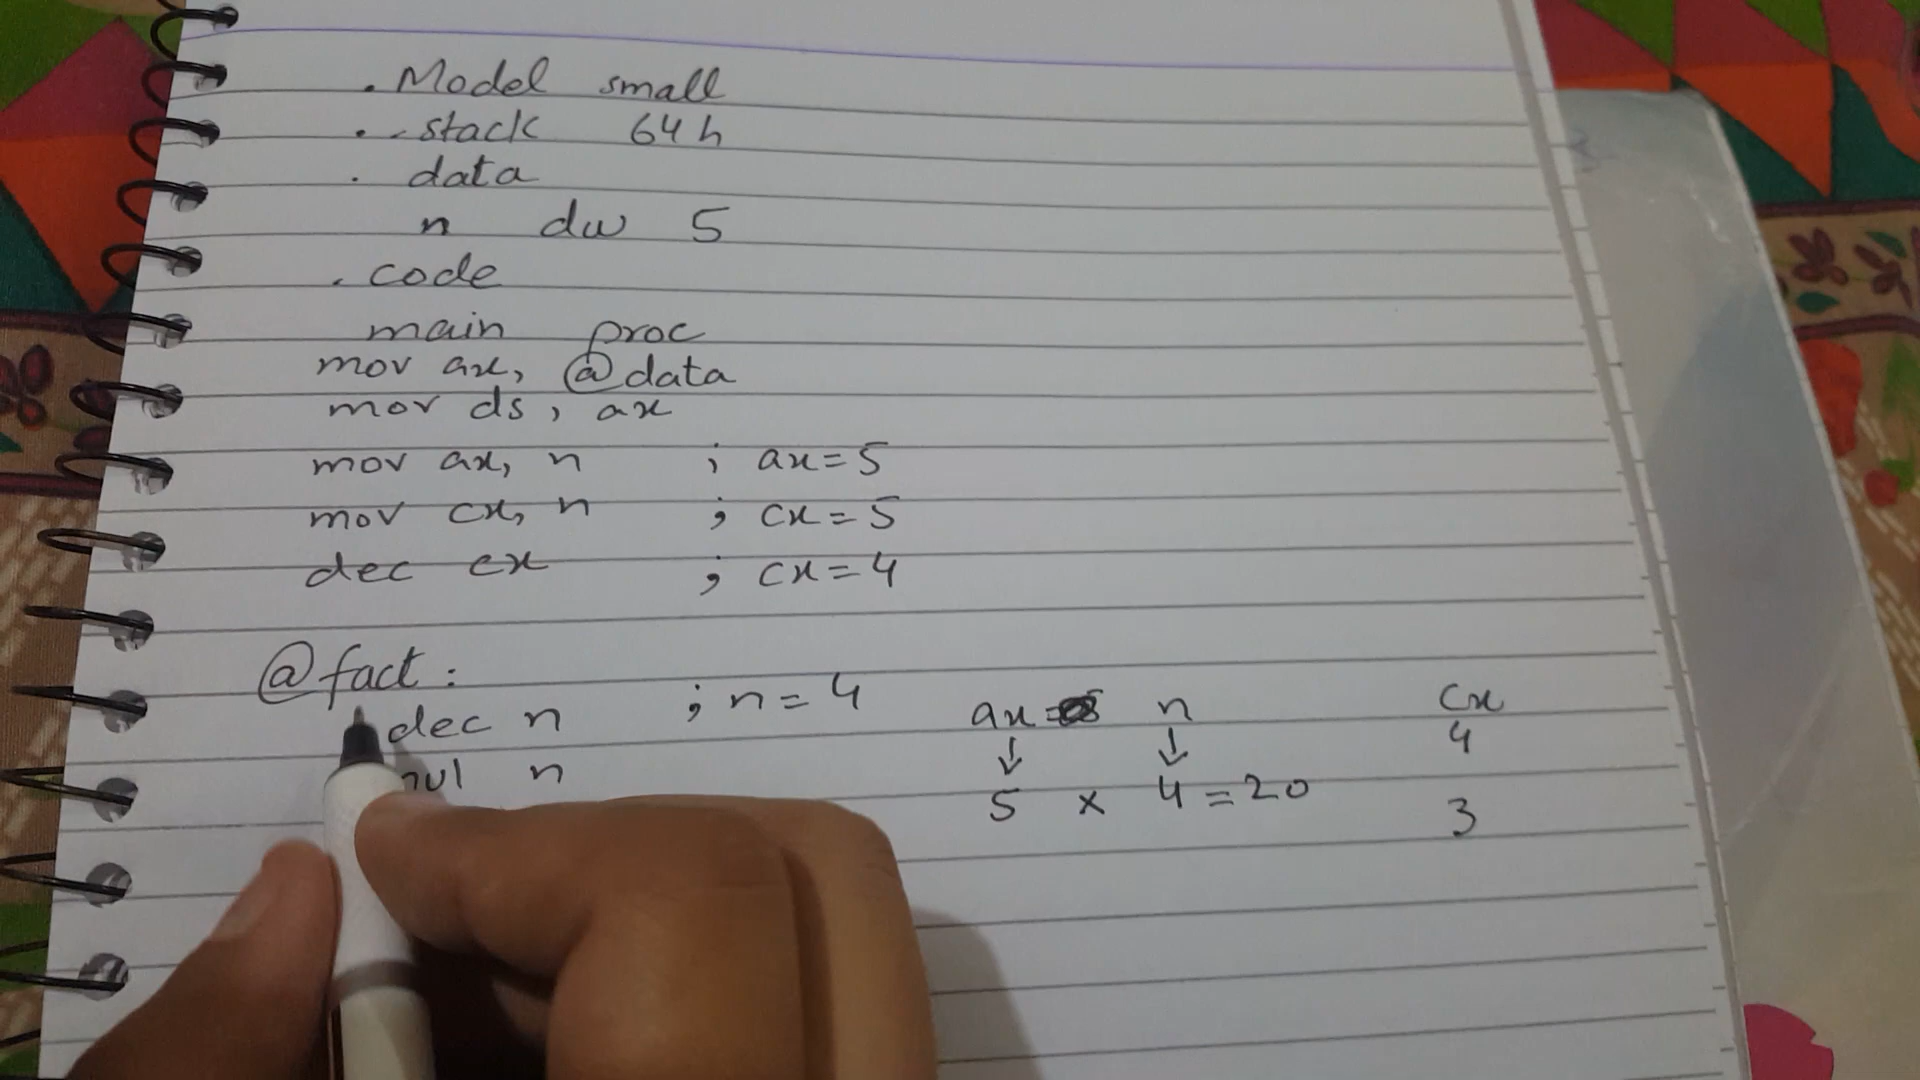 . Model small
. stack 64h
. data
n dw 5
. code
main proc
mov ax, @data
mov ds, ax
mov ax, n ; ax=5
mov cx, n ; cx=5
dec cx ; cx=4
@fact:
dec n ; n=4
n
ax= n cx
↓ ↓ 4
5 x 4 = 20 3